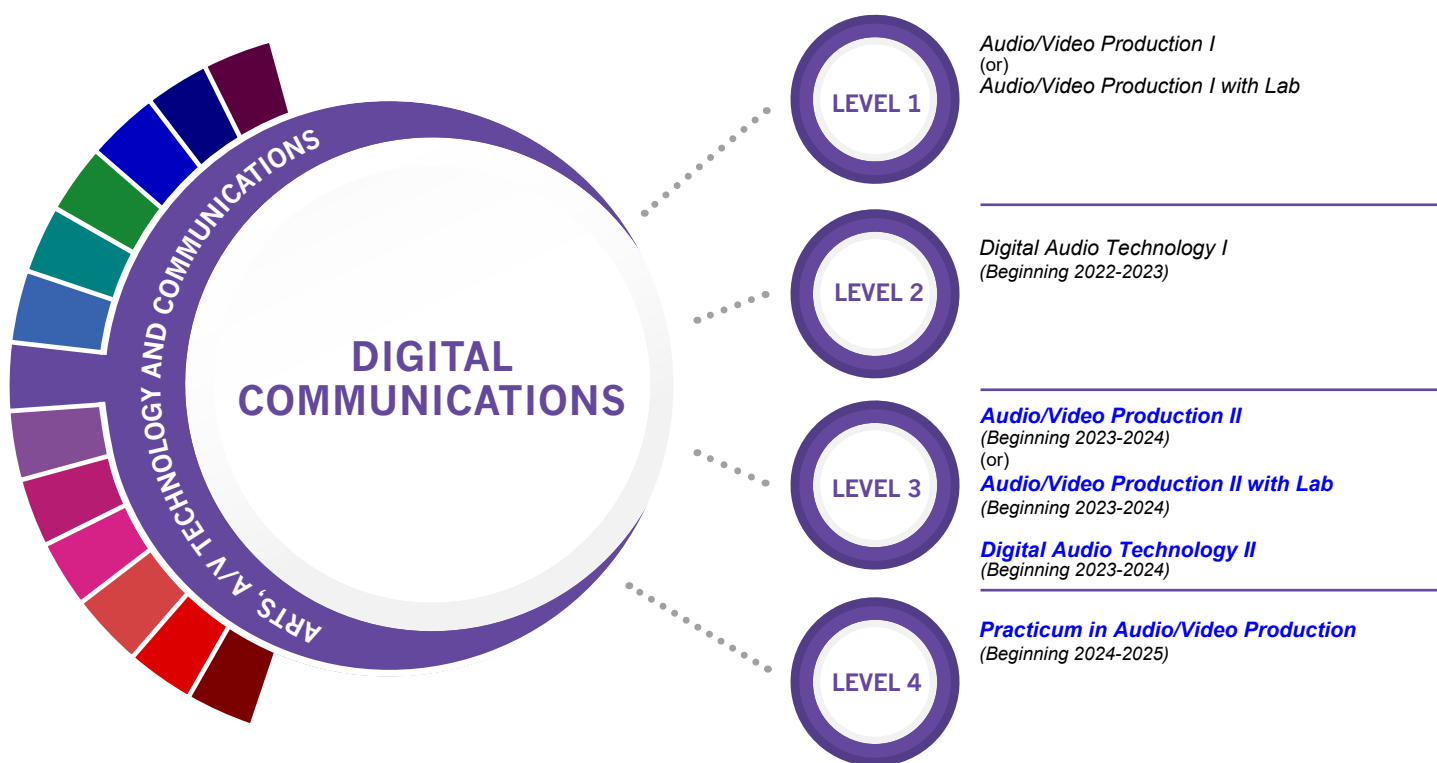 ARTS, A/V TECHNOLOGY AND COMMUNICATIONS
DIGITAL
COMMUNICATIONS
LEVEL 1
Audio/Video Production I
(or)
Audio/Video Production I with Lab
LEVEL 2
Digital Audio Technology I
(Beginning 2022-2023)
LEVEL 3
Audio/Video Production II
(Beginning 2023-2024)
(or)
Audio/Video Production II with Lab
(Beginning 2023-2024)
Digital Audio Technology II
(Beginning 2023-2024)
LEVEL 4
Practicum in Audio/Video Production
(Beginning 2024-2025)